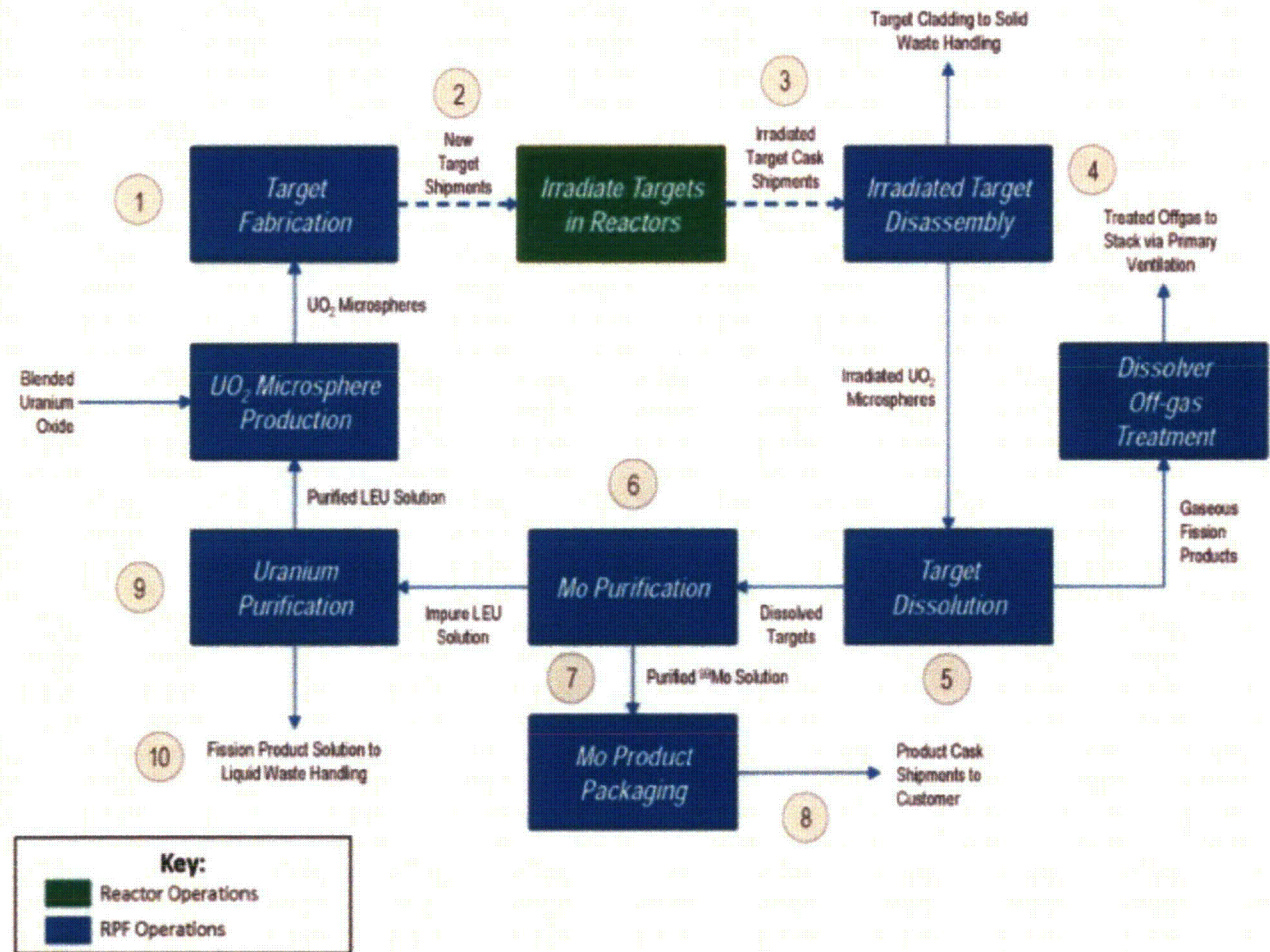 Target Cladding to Solid
Waste Handling
2
3
New
Target
Shipments
Irradiated
Target Cask
Shipments
1
Target
Fabrication
Irradiate Targets
in Reactors
Irradiated Target
Disassembly
4
Treated Offgas to
Stack via Primary
Ventilation
UO₂ Microspheres
Blended
Uranium
Oxide
UO₂ Microsphere
Production
Irradiated UO₂
Microspheres
Dissolver
Off-gas
Treatment
Purified LEU Solution
6
Gaseous
Fission
Products
9
Uranium
Purification
Impure LEU
Solution
Mo Purification
Dissolved
Targets
Target
Dissolution
7
Purified ⁹⁹Mo Solution
5
10
Fission Product Solution to
Liquid Waste Handling
Mo Product
Packaging
8
Product Cask
Shipments to
Customer
Key:
Reactor Operations
RPF Operations